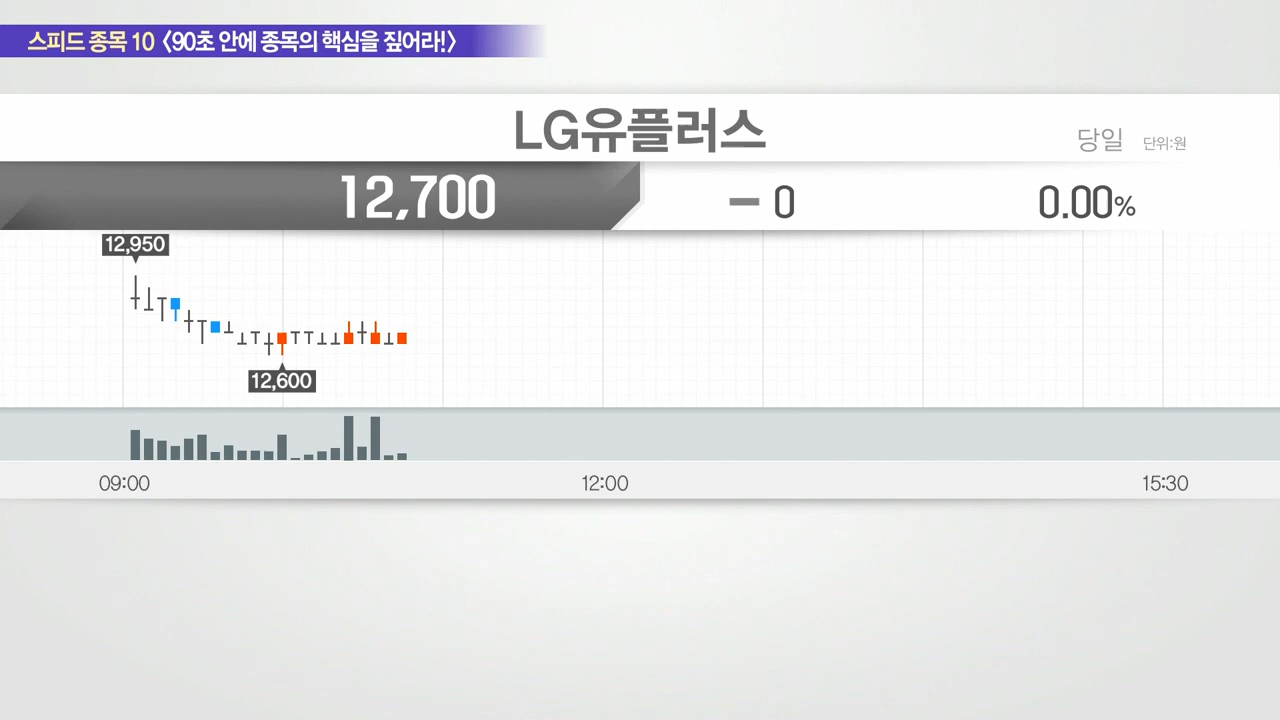 스피드 종목 10 〈90초 안에 종목의 핵심을 짚어라!〉
LG유플러스
당일 단위:원
12,700 – 0 0.00%
12,950
12,600
09:00 12:00 15:30